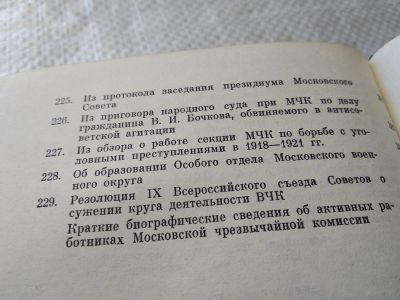 225. Из протокола заседания президиума Московского
Совета
226. Из приговора народного суда при МЧК по делу
гражданина В. И. Бочкова, обвиняемого в антисо-
ветской агитации
227. Из обзора о работе секции МЧК по борьбе с уго-
ловными преступлениями в 1918—1921 гг.
228. Об образовании Особого отдела Московского воен-
ного округа
229. Резолюция IX Всероссийского съезда Советов о
сужении круга деятельности ВЧК
Краткие биографические сведения об активных ра-
ботниках Московской чрезвычайной комиссии